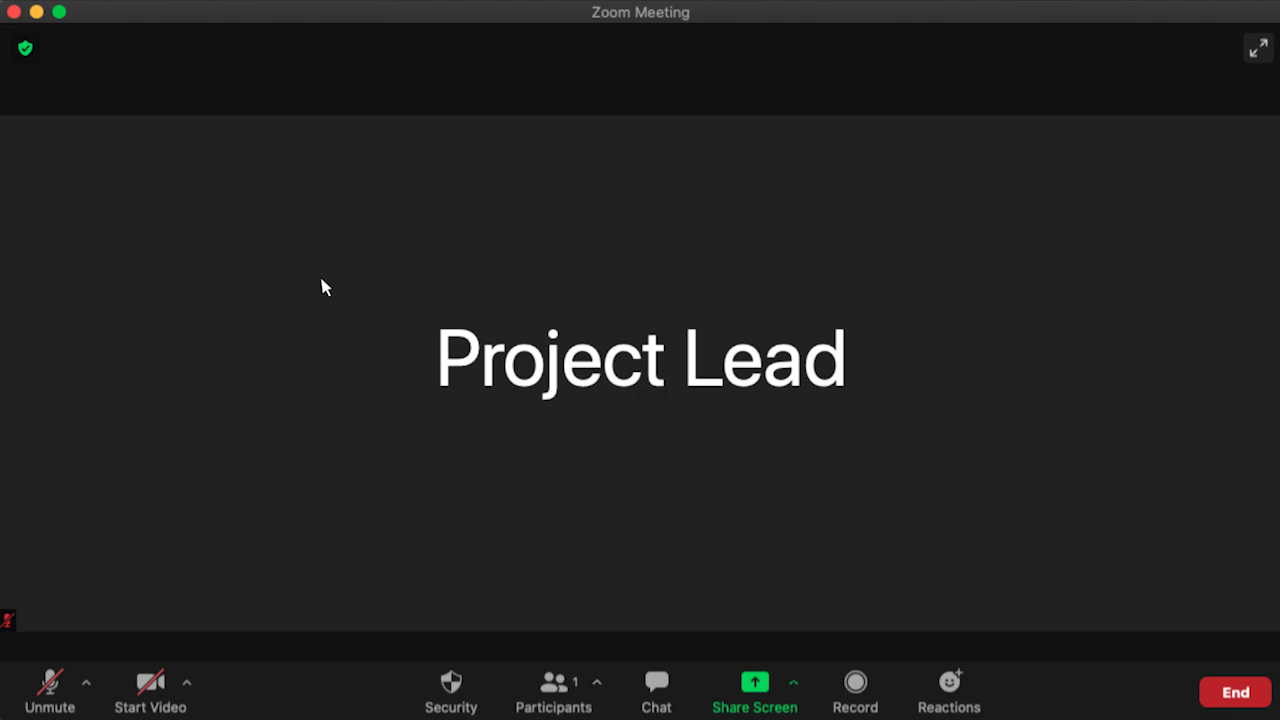 Zoom Meeting
Project Lead
Unmute
Start Video
Security
1
Participants
Chat
Share Screen
Record
Reactions
End